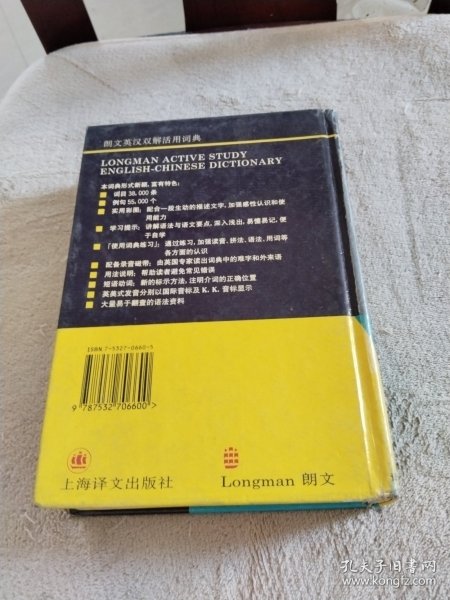 朗文英汉双解活用词典
LONGMAN ACTIVE STUDY
ENGLISH-CHINESE DICTIONARY
本词典形式新颖,富有特色:
■ 词目 38,000 条
■ 例句 55,000 个
■ 实用彩图:配合一般生动的描述文字,加强感性认识和使
用能力
■ 学习提示:讲解语法与语文要点,深入浅出,易懂易记,便
于自学
■ 「使用词典练习」:通过练习,加强读音、拼法、语法、用词等
各方面的认识
■ 配备录音磁带:由英国专家读出词典中的难字和外来语
■ 用法说明:帮助读者避免常见错误
■ 短语动词:新的标示方法,注明介词的正确位置
■ 英美式发音分别以国际音标及 K. K. 音标显示
■ 大量易于翻查的语法资料
ISBN 7-5327-0660-5
9 787532 706600 >
上海译文出版社
Longman 朗文
孔夫子旧书网
www.kongfz.com